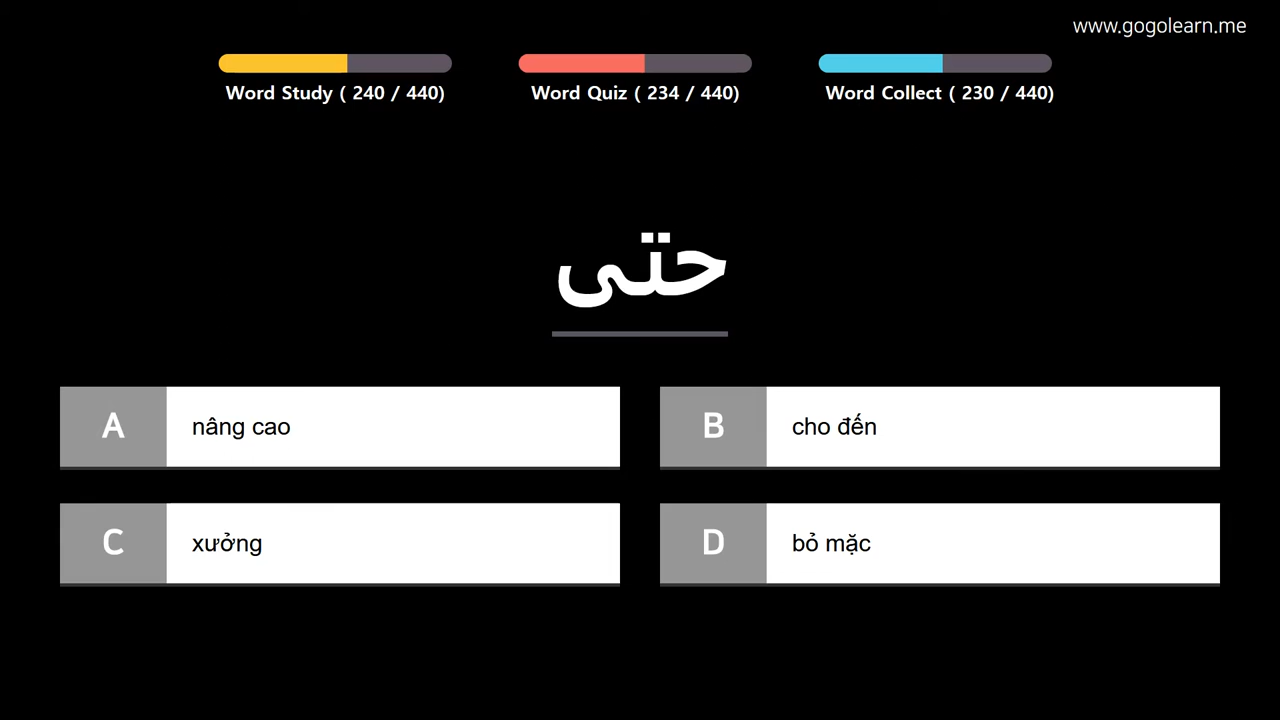 www.gogolearn.me
Word Study ( 240 / 440)
Word Quiz ( 234 / 440)
Word Collect ( 230 / 440)
حتى
A nâng cao
B cho đến
C xưởng
D bỏ mặc